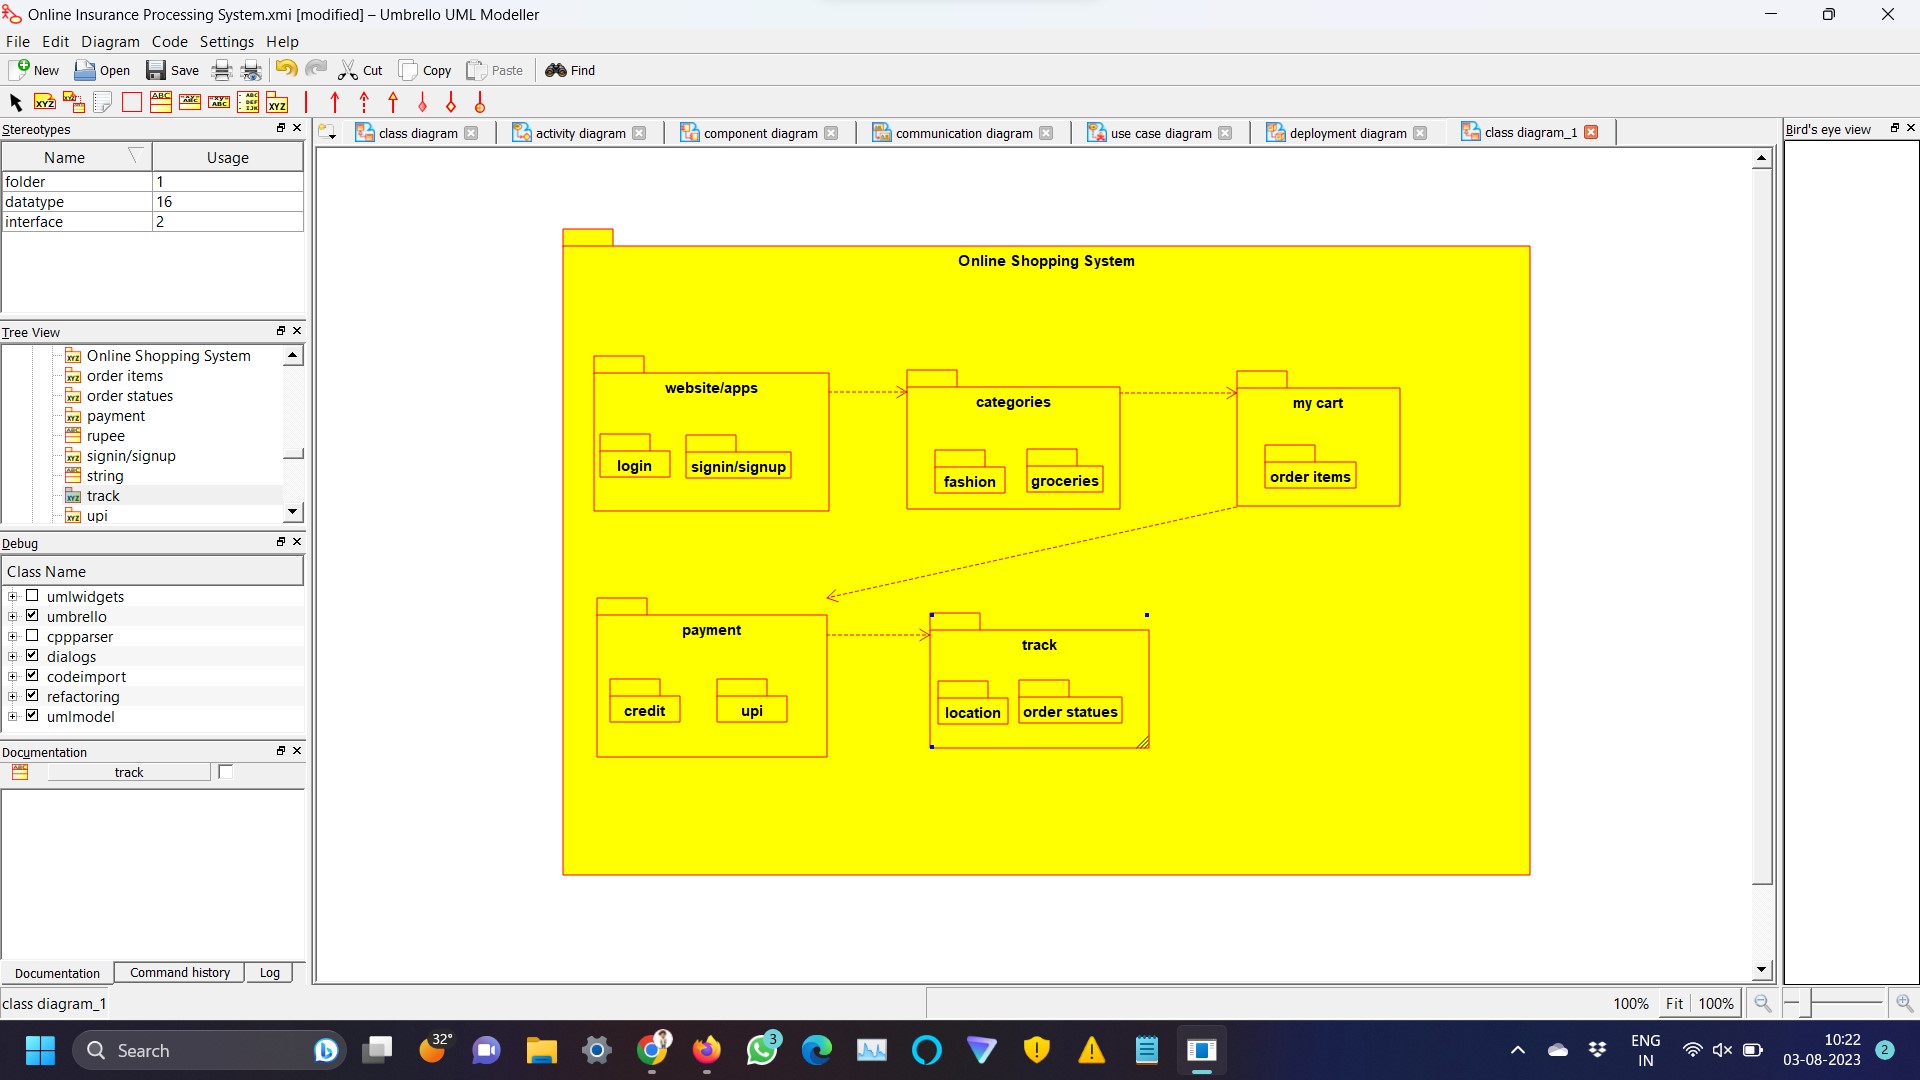 Online Insurance Processing System.xmi [modified] – Umbrello UML Modeller
File Edit Diagram Code Settings Help
New Open Save Cut Copy Paste Find
Stereotypes
Name Usage
folder 1
datatype 16
interface 2
Tree View
Online Shopping System
order items
order statues
payment
rupee
signin/signup
string
track
upi
Debug
Class Name
umlwidgets
umbrello
cppparser
dialogs
codeimport
refactoring
umlmodel
Documentation
track
Documentation Command history Log
class diagram activity diagram component diagram communication diagram use case diagram deployment diagram class diagram_1
Bird's eye view
Online Shopping System
website/apps
login signin/signup
categories
fashion groceries
my cart
order items
payment
credit upi
track
location order statues
class diagram_1
100% Fit 100%
Search
32°
3
ENG
IN
10:22
03-08-2023
2